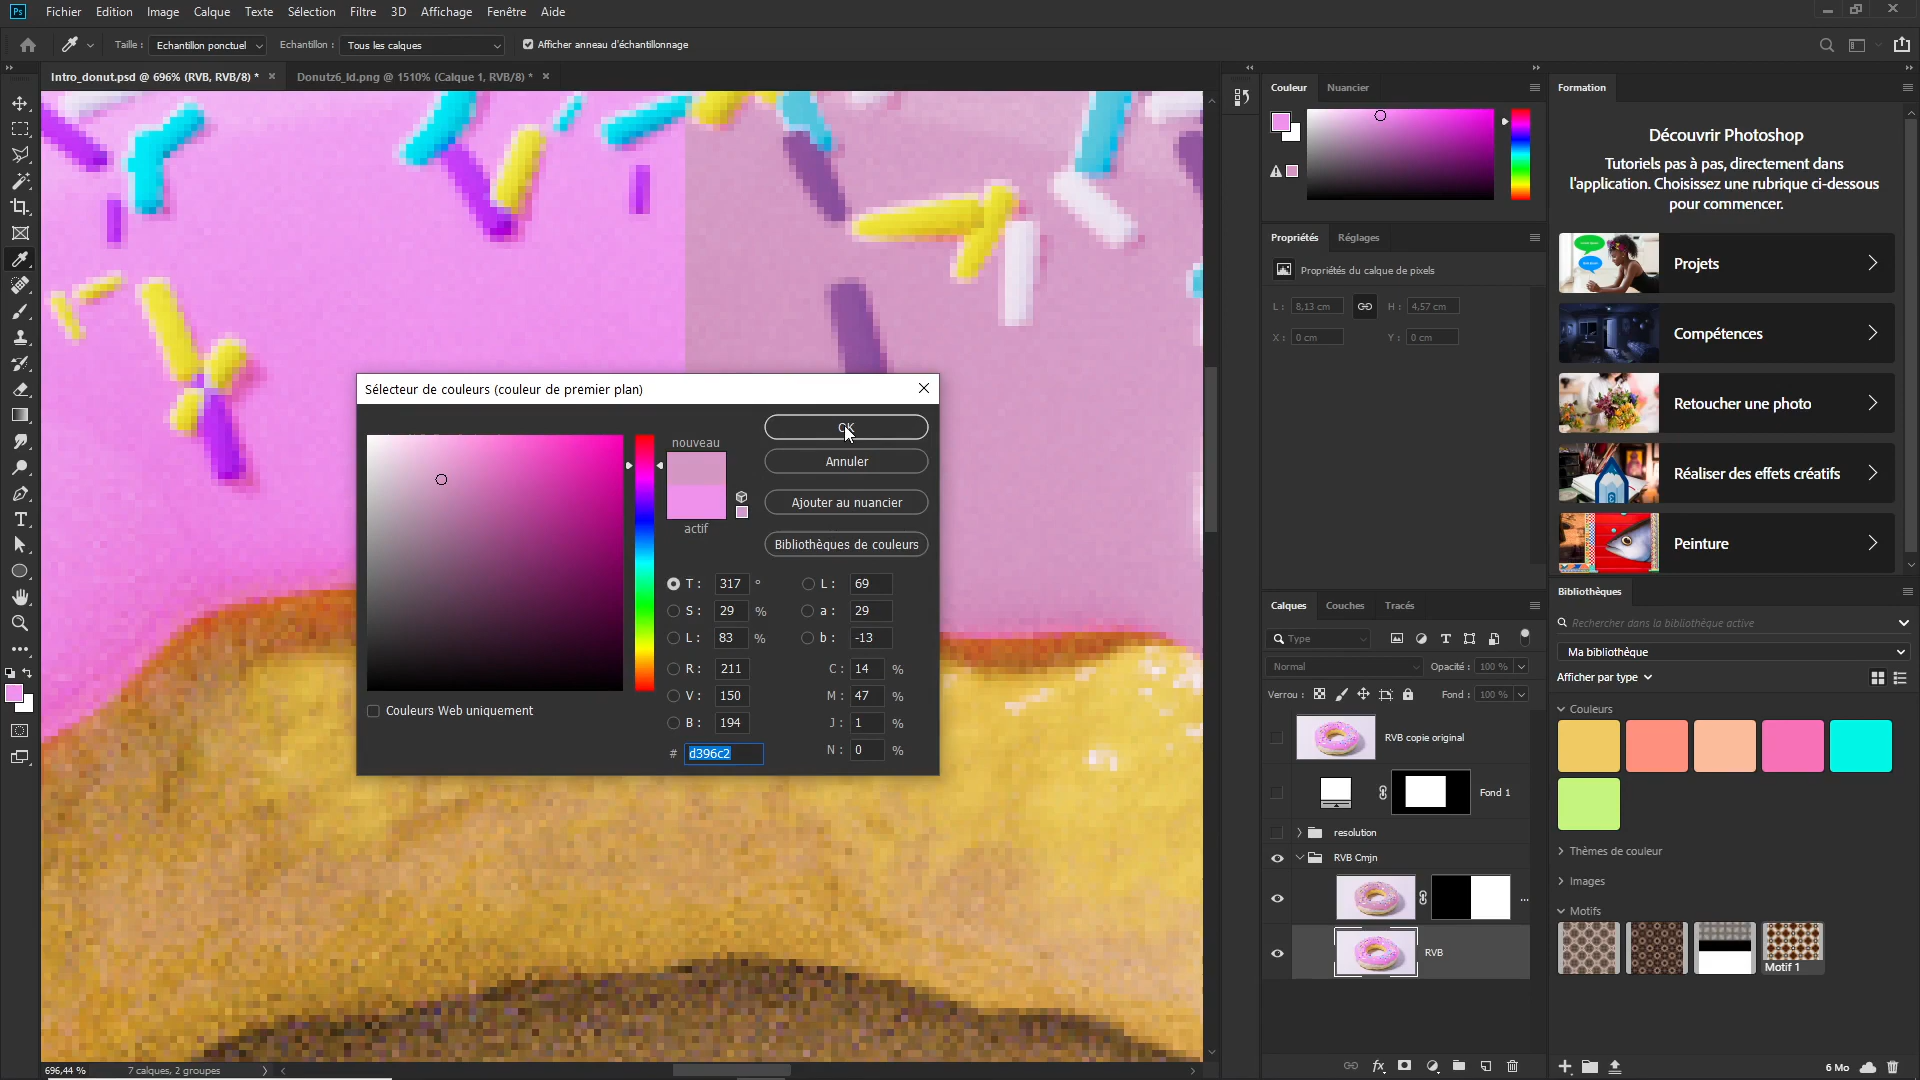 Ps Fichier Edition Image Calque Texte Sélection Filtre 3D Affichage Fenêtre Aide
Taille : Echantillon ponctuel Echantillon : Tous les calques Afficher anneau d'échantillonnage
Intro_donut.psd @ 696% (RVB, RVB/8) * Donutz6_ld.png @ 1510% (Calque 1, RVB/8) *
Couleur Nuancier
Propriétés Réglages
Propriétés du calque de pixels
L : 8,13 cm H : 4,57 cm
X : 0 cm Y : 0 cm
Formation
Découvrir Photoshop
Tutoriels pas à pas, directement dans
l'application. Choisissez une rubrique ci-dessous
pour commencer.
Projets
Compétences
Retoucher une photo
Réaliser des effets créatifs
Peinture
Sélecteur de couleurs (couleur de premier plan)
nouveau
actif
OK
Annuler
Ajouter au nuancier
Bibliothèques de couleurs
T : 317 ° L : 69
S : 29 % a : 29
L : 83 % b : -13
R : 211 C : 14 %
V : 150 M : 47 %
B : 194 J : 1 %
# d396c2 N : 0 %
Couleurs Web uniquement
Calques Couches Tracés
Type
Normal Opacité : 100 %
Verrou : Fond : 100 %
RVB copie original
Fond 1
resolution
RVB Cmjn
...
RVB
Bibliothèques
Rechercher dans la bibliothèque active
Ma bibliothèque
Afficher par type
Couleurs
Thèmes de couleur
Images
Motifs
Motif 1
6 Mo
696,44 % 7 calques, 2 groupes